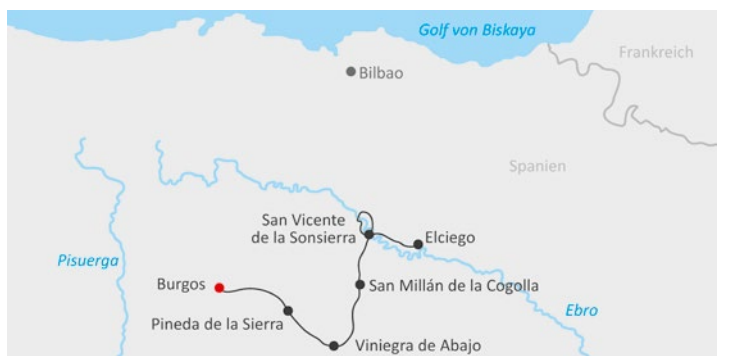 Golf von Biskaya
Frankreich
Bilbao
Spanien
San Vicente
de la Sonsierra
Elciego
Pisuerga
Burgos
San Millán de la Cogolla
Ebro
Pineda de la Sierra
Viniegra de Abajo